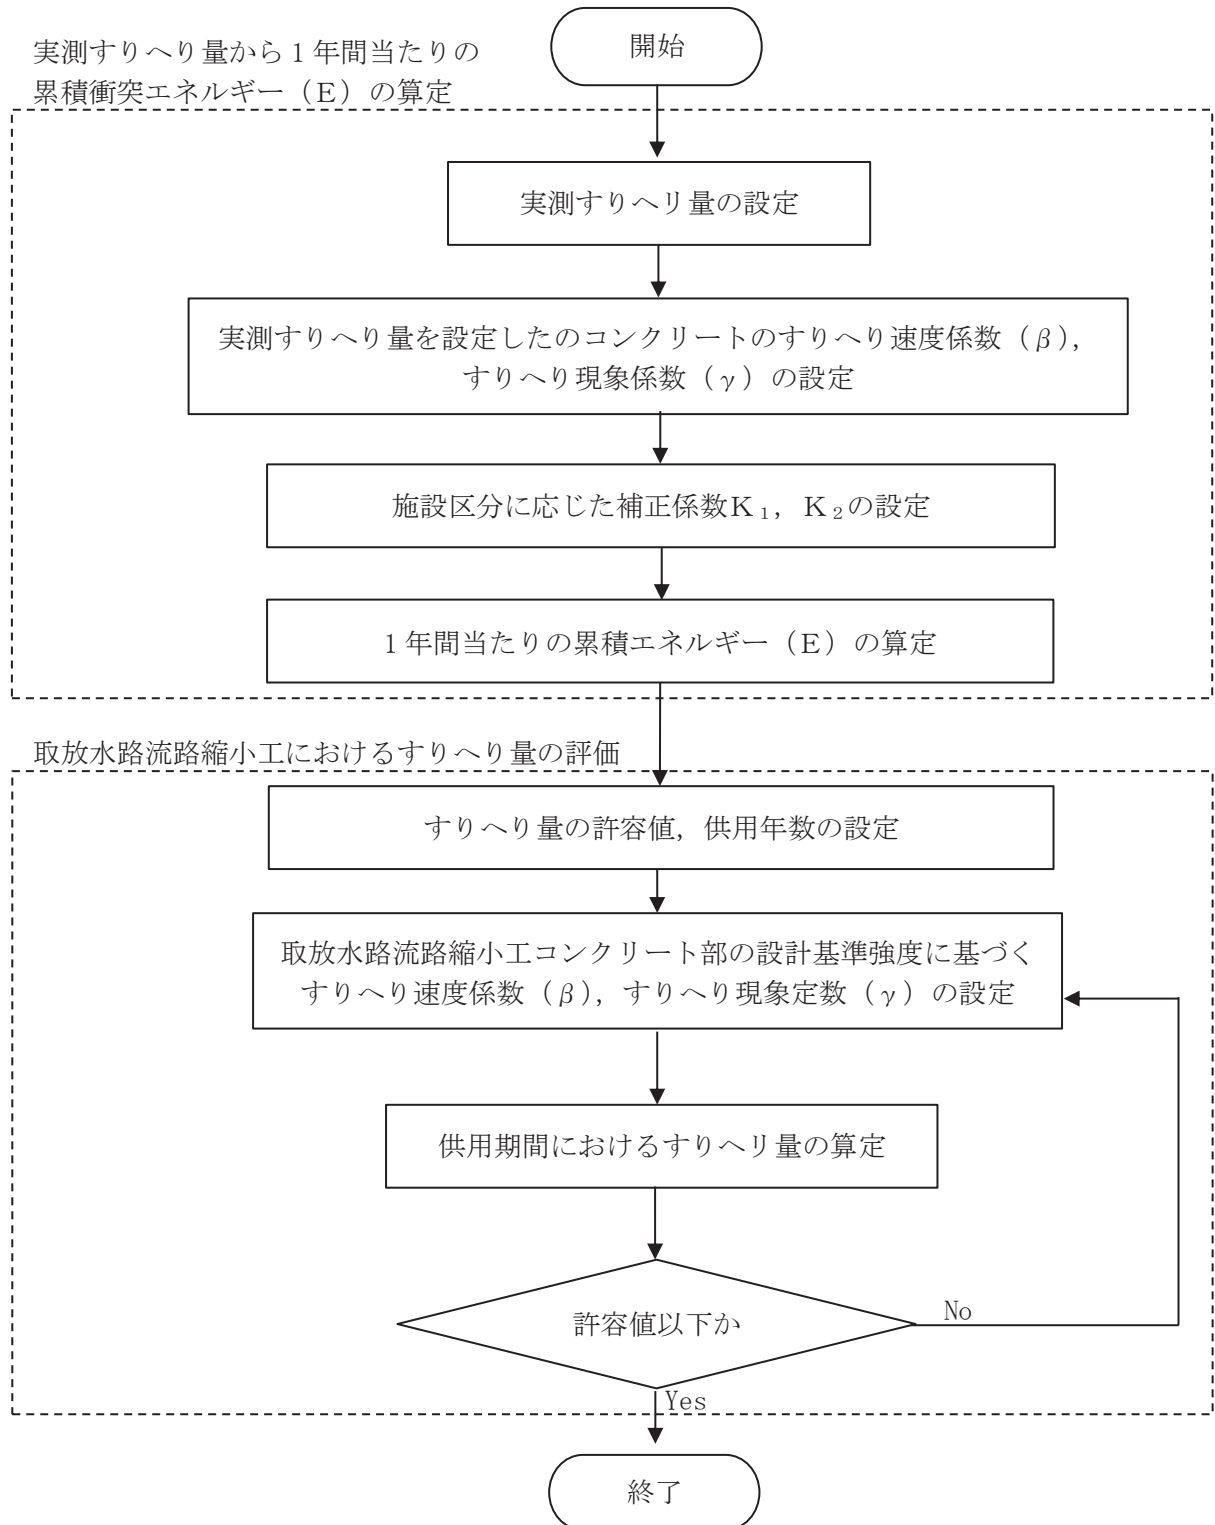 開始
実測すりへり量から1年間当たりの
累積衝突エネルギー（E）の算定
実測すりへリ量の設定
実測すりへり量を設定したのコンクリートのすりへり速度係数（β），
すりへり現象係数（γ）の設定
施設区分に応じた補正係数K₁，K₂の設定
1年間当たりの累積エネルギー（E）の算定
取放水路流路縮小工におけるすりへり量の評価
すりへり量の許容値，供用年数の設定
取放水路流路縮小工コンクリート部の設計基準強度に基づく
すりへり速度係数（β），すりへり現象定数（γ）の設定
供用期間におけるすりへリ量の算定
許容値以下か
No
Yes
終了